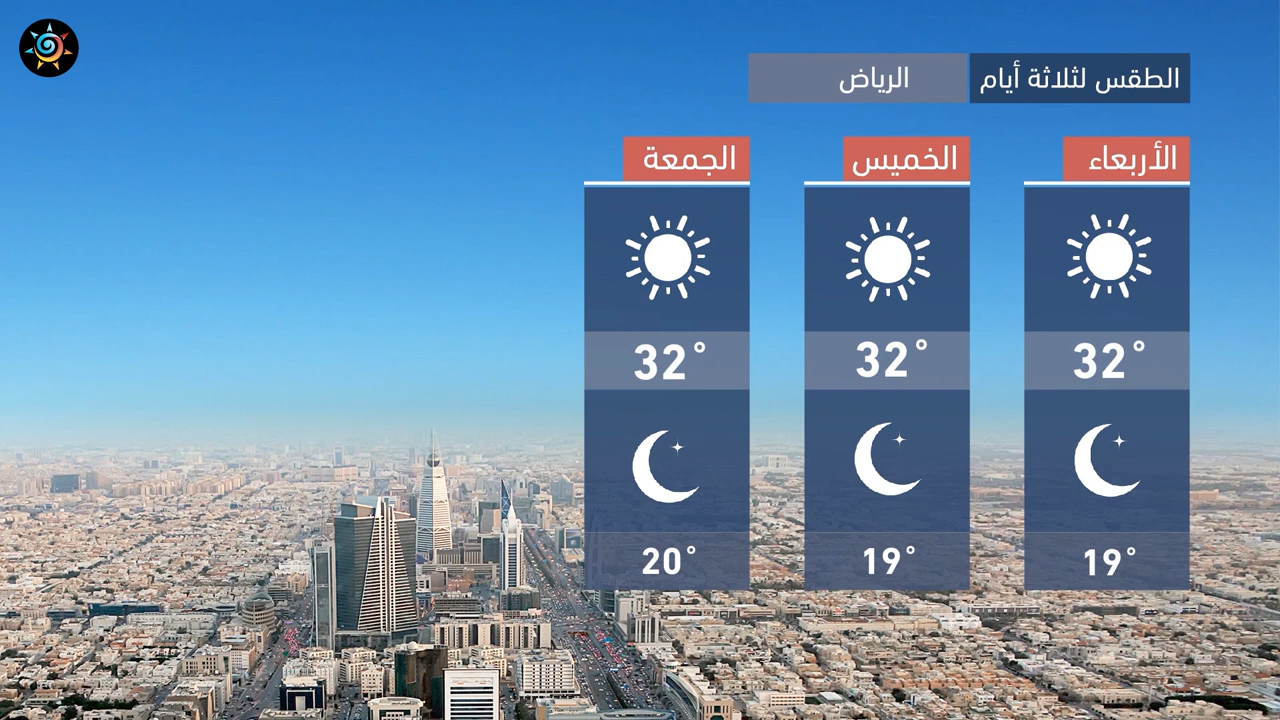 الطقس لثلاثة أيام
الرياض
الأربعاء
الخميس
الجمعة
32°
32°
32°
19°
19°
20°